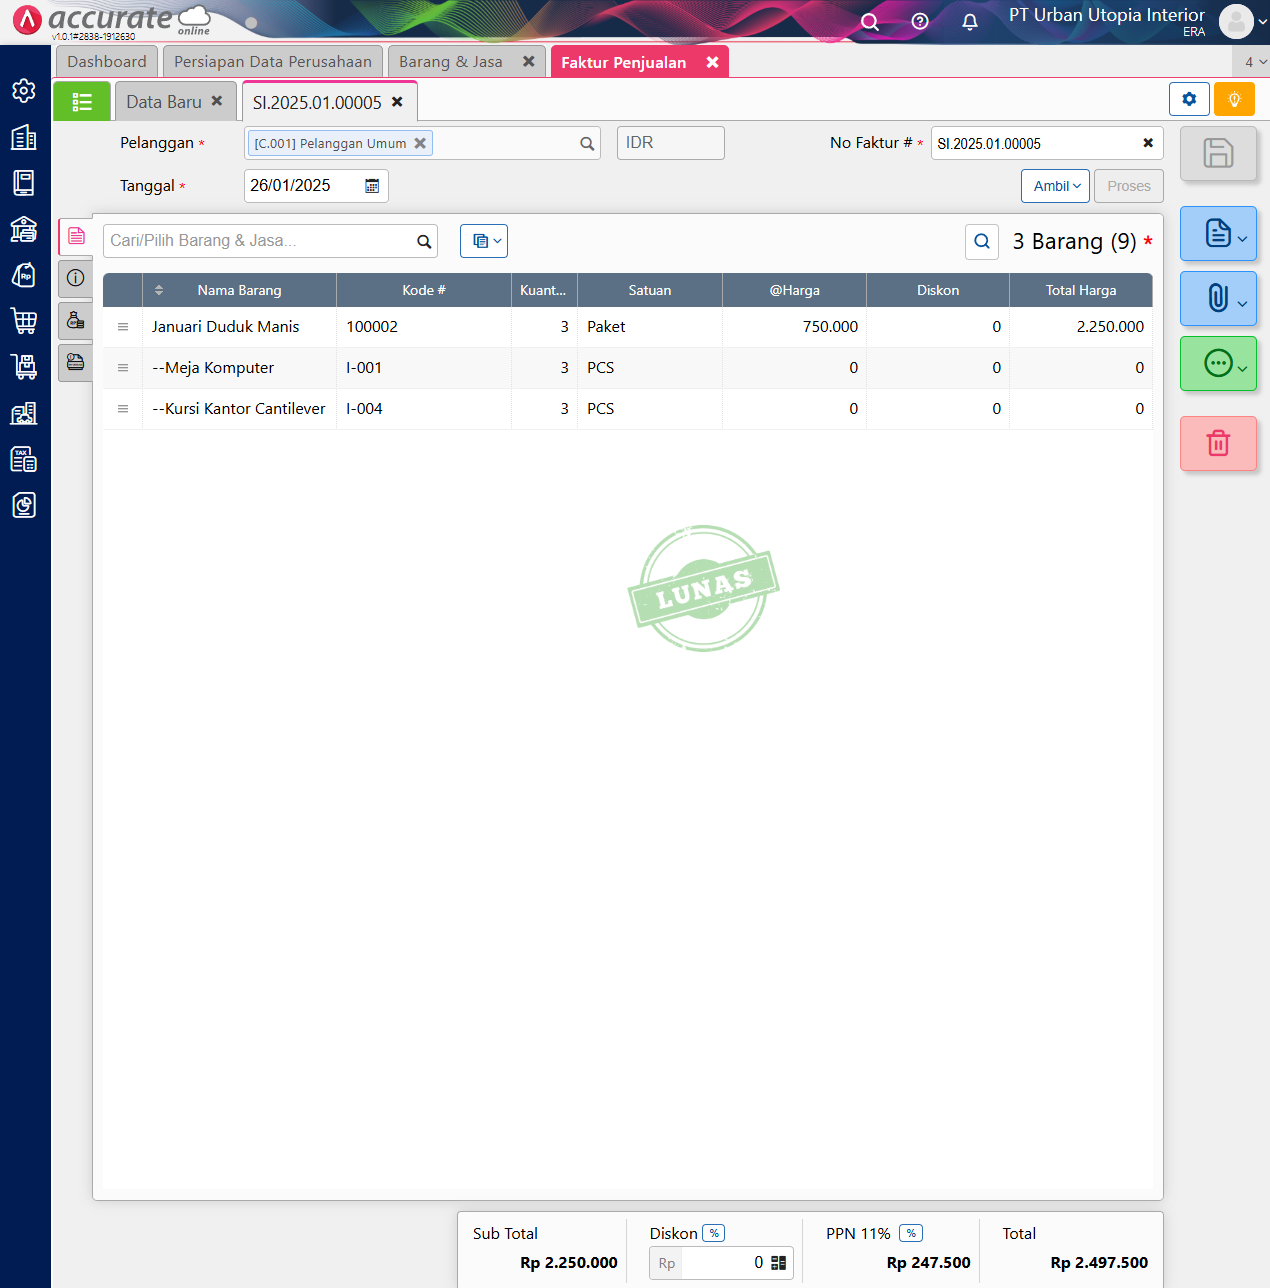 accurate
online
v1.0.1#2838-1912630
PT Urban Utopia Interior
ERA
Dashboard
Persiapan Data Perusahaan
Barang & Jasa
Faktur Penjualan
4
Data Baru
SI.2025.01.00005
Pelanggan *
[C.001] Pelanggan Umum
IDR
No Faktur # *
SI.2025.01.00005
Tanggal *
26/01/2025
Ambil
Proses
Cari/Pilih Barang & Jasa...
3 Barang (9) *
Nama Barang Kode # Kuant... Satuan @Harga Diskon Total Harga
Januari Duduk Manis 100002 3 Paket 750.000 0 2.250.000
--Meja Komputer I-001 3 PCS 0 0 0
--Kursi Kantor Cantilever I-004 3 PCS 0 0 0
LUNAS
Rp
TAX
Sub Total
Rp 2.250.000
Diskon %
Rp 0
PPN 11% %
Rp 247.500
Total
Rp 2.497.500